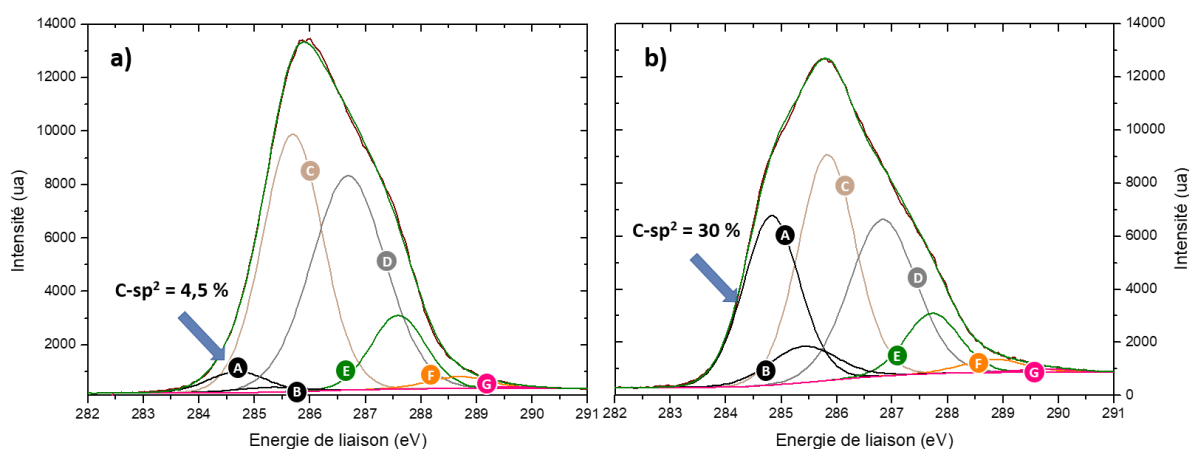 a)
14000
12000
10000
8000
6000
4000
2000
Intensité (ua)
C-sp² = 4,5 %
A
B
C
D
E
F
G
282 283 284 285 286 287 288 289 290 291
Energie de liaison (eV)
b)
14000
12000
10000
8000
6000
4000
2000
0
Intensité (ua)
C-sp² = 30 %
A
B
C
D
E
F
G
282 283 284 285 286 287 288 289 290 291
Energie de liaison (eV)